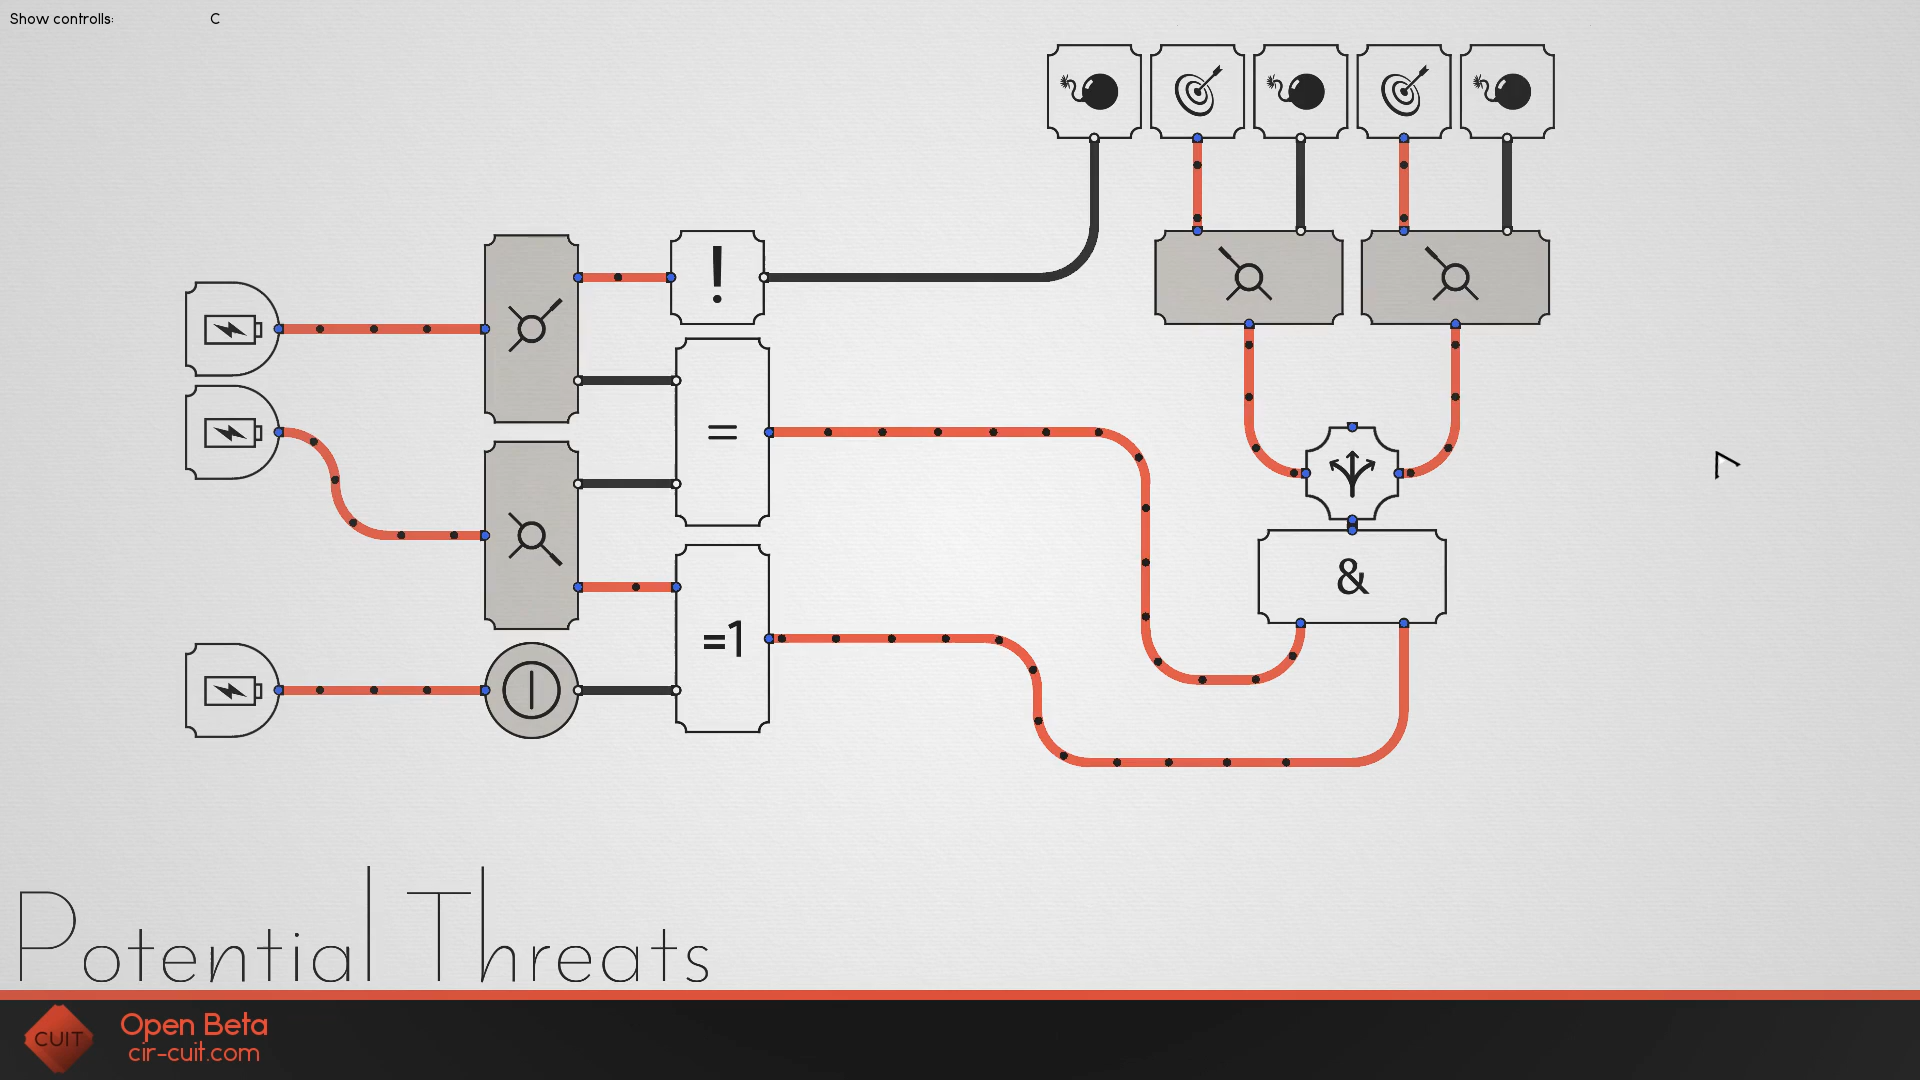 Show controlls: C
!
=
&
=1
Potential Threats
CUIT
Open Beta
cir-cuit.com